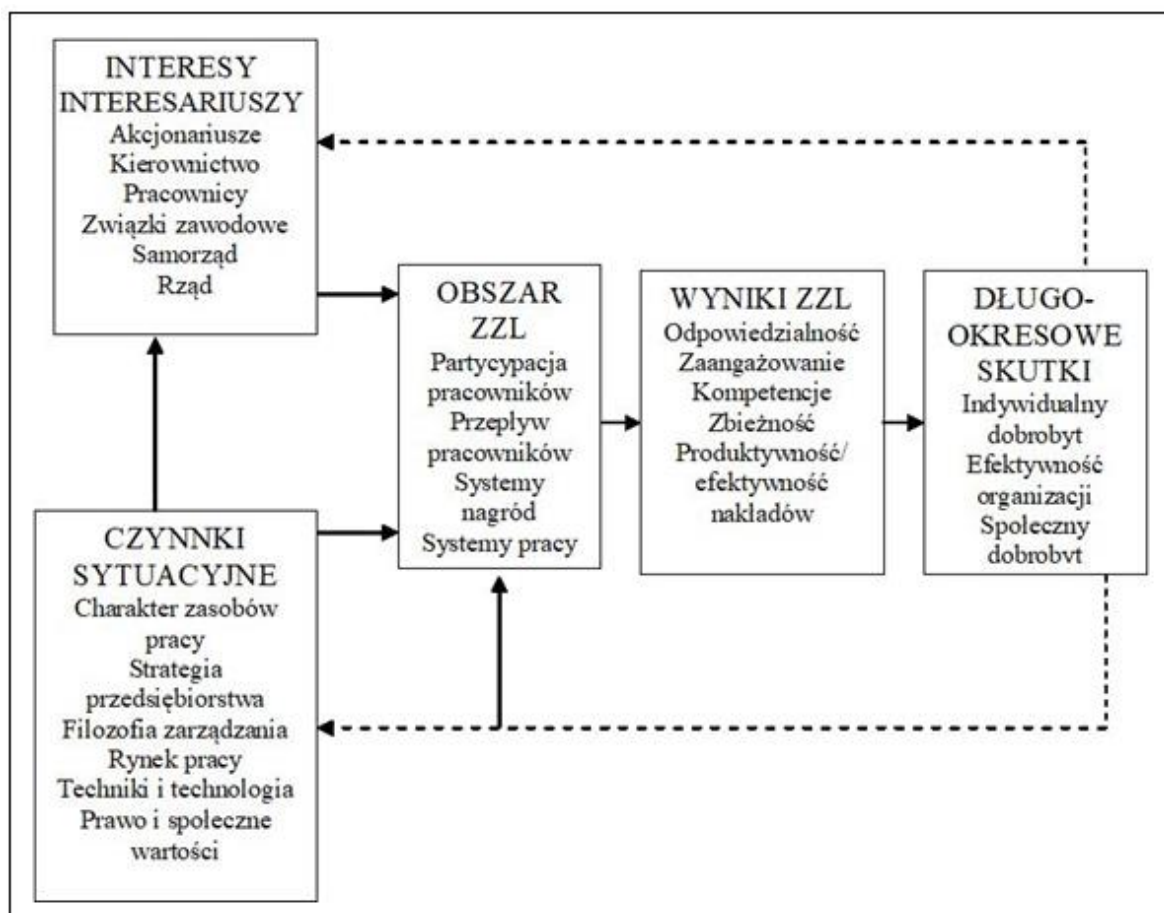 INTERESY
INTERESARIUSZY
Akcjonariusze
Kierownictwo
Pracownicy
Związki zawodowe
Samorząd
Rząd
CZYNNKI
SYTUACYJNE
Charakter zasobów
pracy
Strategia
przedsiębiorstwa
Filozofia zarządzania
Rynek pracy
Techniki i technologia
Prawo i społeczne
wartości
OBSZAR
ZZL
Partycypacja
pracowników
Przepływ
pracowników
Systemy
nagród
Systemy pracy
WYNIKI ZZL
Odpowiedzialność
Zaangażowanie
Kompetencje
Zbieżność
Produktywność/
efektywność
nakładów
DŁUGO-
OKRESOWE
SKUTKI
Indywidualny
dobrobyt
Efektywność
organizacji
Społeczny
dobrobyt